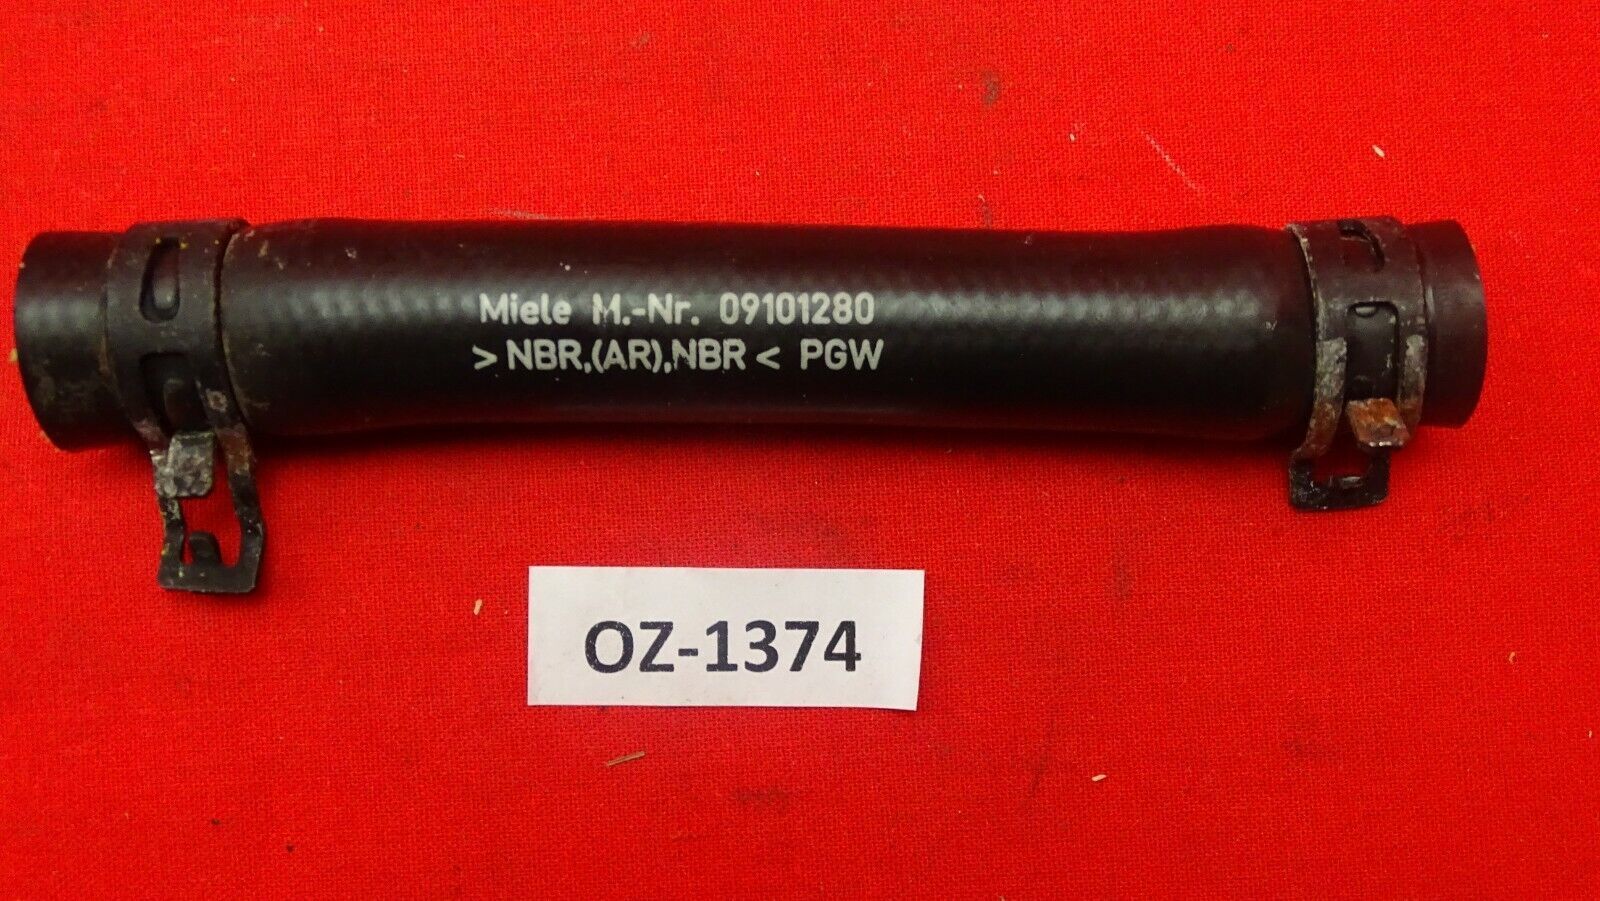 Miele M.-Nr. 09101280
>NBR,(AR),NBR< PGW
OZ-1374